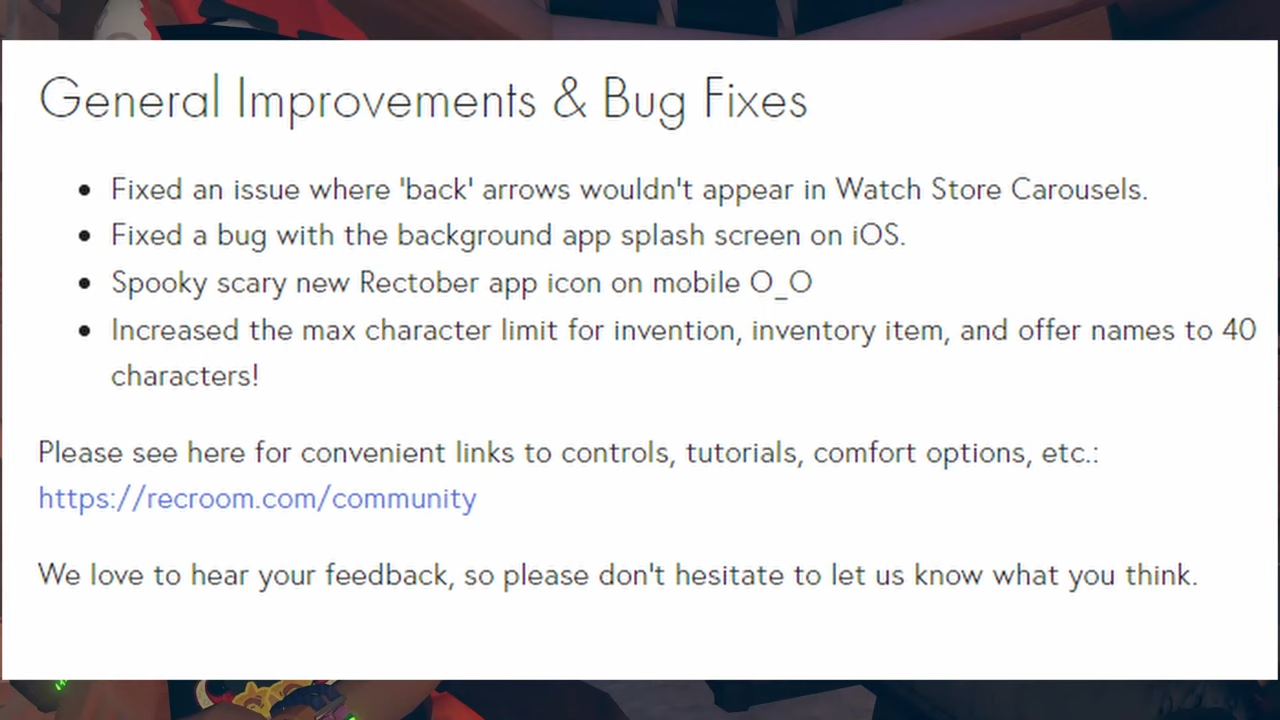 General Improvements & Bug Fixes
• Fixed an issue where 'back' arrows wouldn't appear in Watch Store Carousels.
• Fixed a bug with the background app splash screen on iOS.
• Spooky scary new Rectober app icon on mobile O_O
• Increased the max character limit for invention, inventory item, and offer names to 40
characters!
Please see here for convenient links to controls, tutorials, comfort options, etc.:
https://recroom.com/community
We love to hear your feedback, so please don't hesitate to let us know what you think.